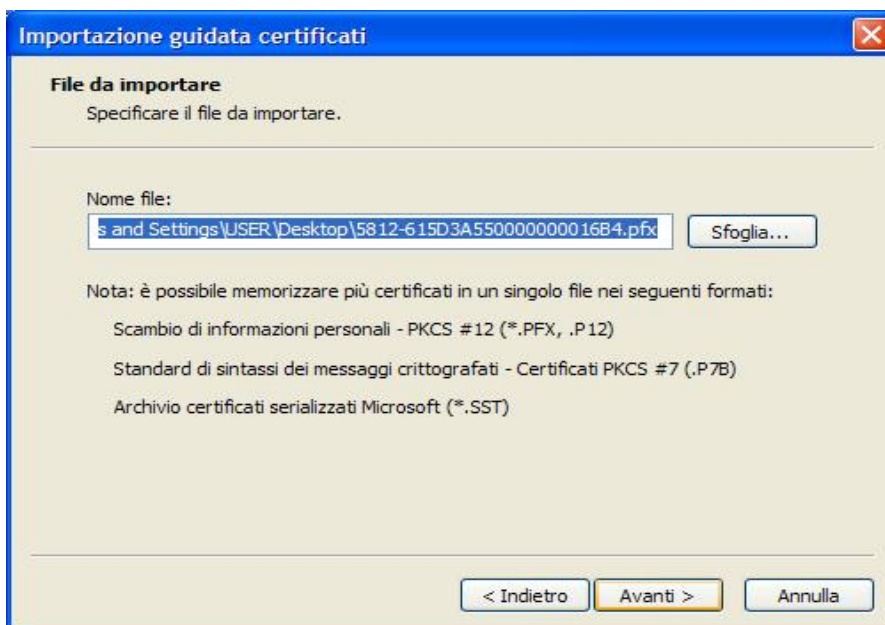 Importazione guidata certificati
File da importare
Specificare il file da importare.
Nome file:
s and Settings\USER\Desktop\5812-615D3A550000000016B4.pfx
Sfoglia...
Nota: è possibile memorizzare più certificati in un singolo file nei seguenti formati:
Scambio di informazioni personali - PKCS #12 (*.PFX, .P12)
Standard di sintassi dei messaggi crittografati - Certificati PKCS #7 (.P7B)
Archivio certificati serializzati Microsoft (*.SST)
< Indietro
Avanti >
Annulla